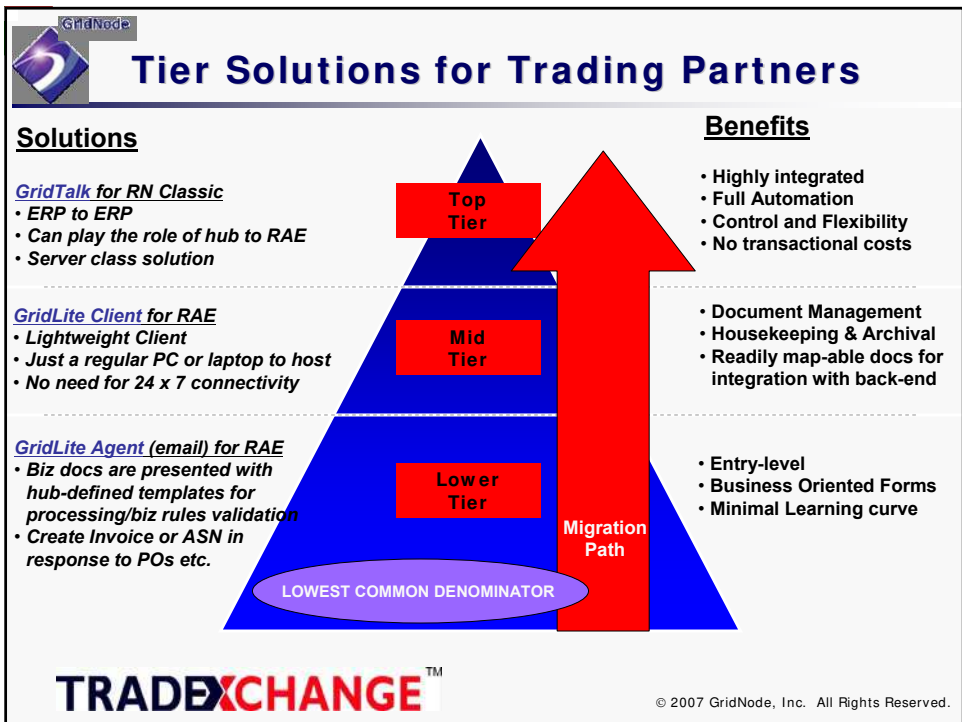 GridNode
Tier Solutions for Trading Partners
Solutions
GridTalk for RN Classic
• ERP to ERP
• Can play the role of hub to RAE
• Server class solution
GridLite Client for RAE
• Lightweight Client
• Just a regular PC or laptop to host
• No need for 24 x 7 connectivity
GridLite Agent (email) for RAE
• Biz docs are presented with
hub-defined templates for
processing/biz rules validation
• Create Invoice or ASN in
response to POs etc.
Top
Tier
Mid
Tier
Lower
Tier
LOWEST COMMON DENOMINATOR
Migration
Path
Benefits
• Highly integrated
• Full Automation
• Control and Flexibility
• No transactional costs
• Document Management
• Housekeeping & Archival
• Readily map-able docs for
integration with back-end
• Entry-level
• Business Oriented Forms
• Minimal Learning curve
TRADEXCHANGE™
© 2007 GridNode, Inc. All Rights Reserved.